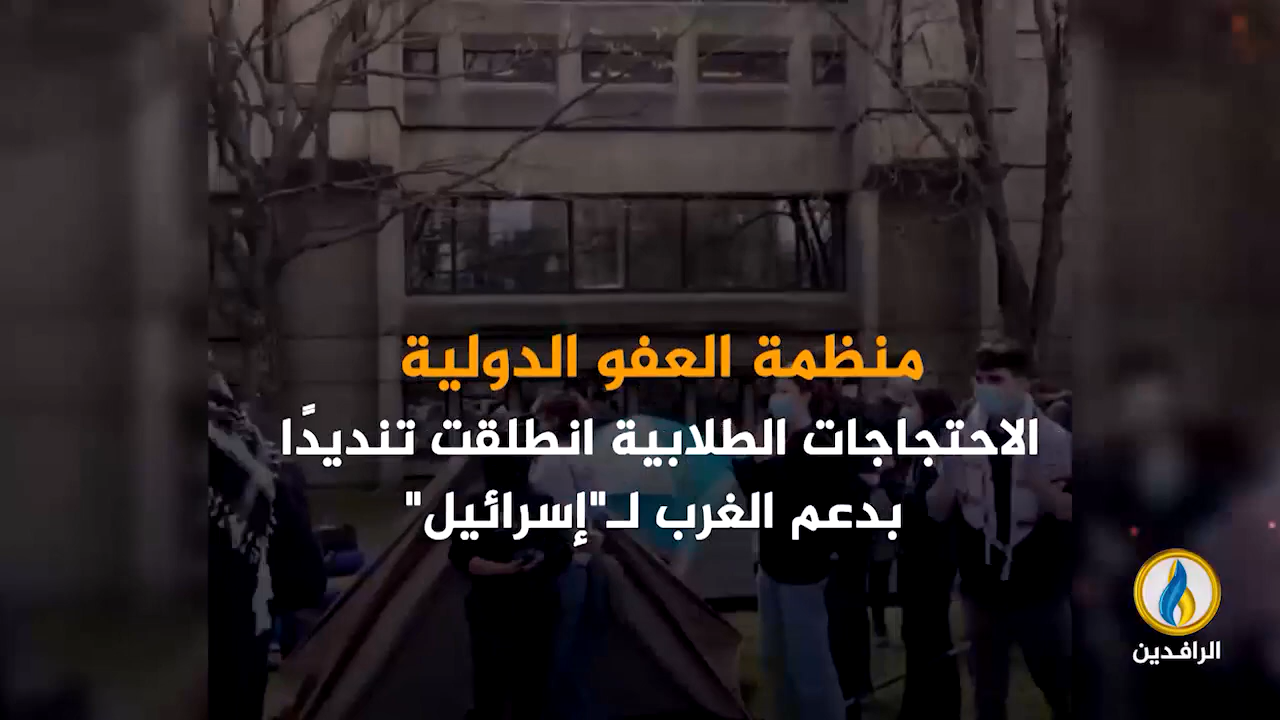 منظمة العفو الدولية
الاحتجاجات الطلابية انطلقت تنديدًا
بدعم الغرب لـ"إسرائيل"
الرافدين